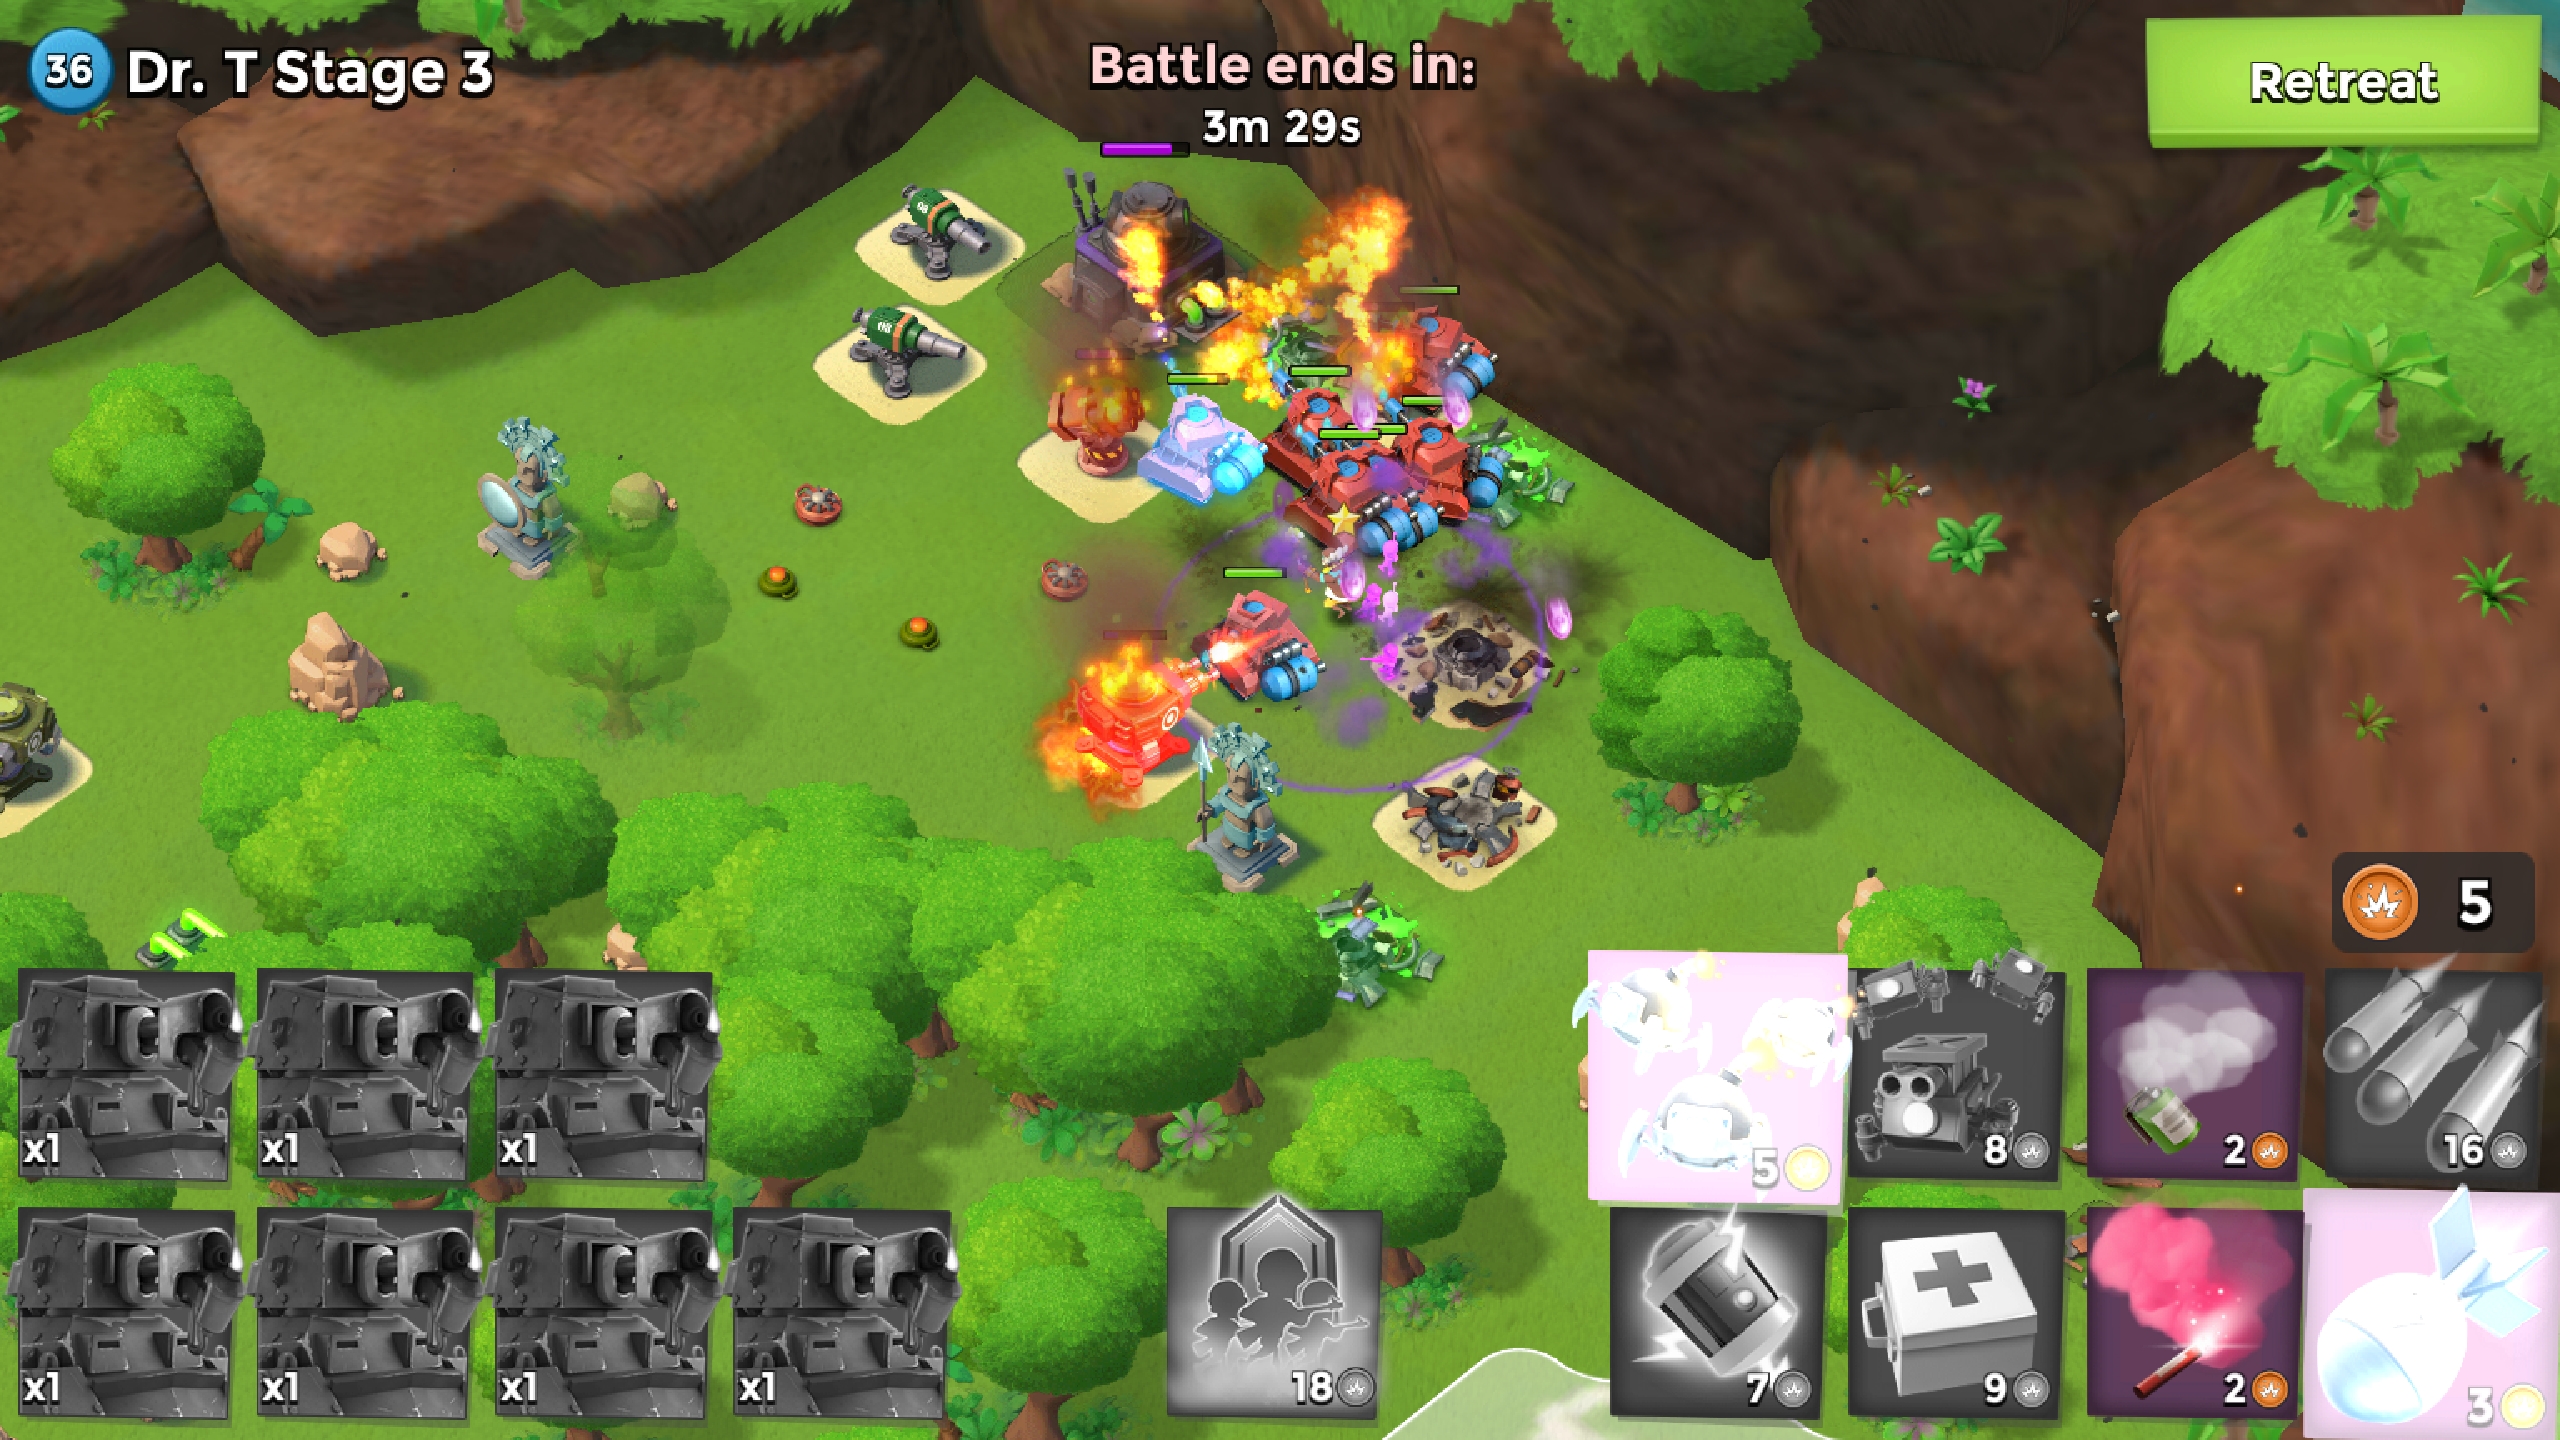 36 Dr. T Stage 3
Battle ends in:
3m 29s
Retreat
5
x1 x1 x1
5 8 2 16
x1 x1 x1 x1
18 7 9 2 3